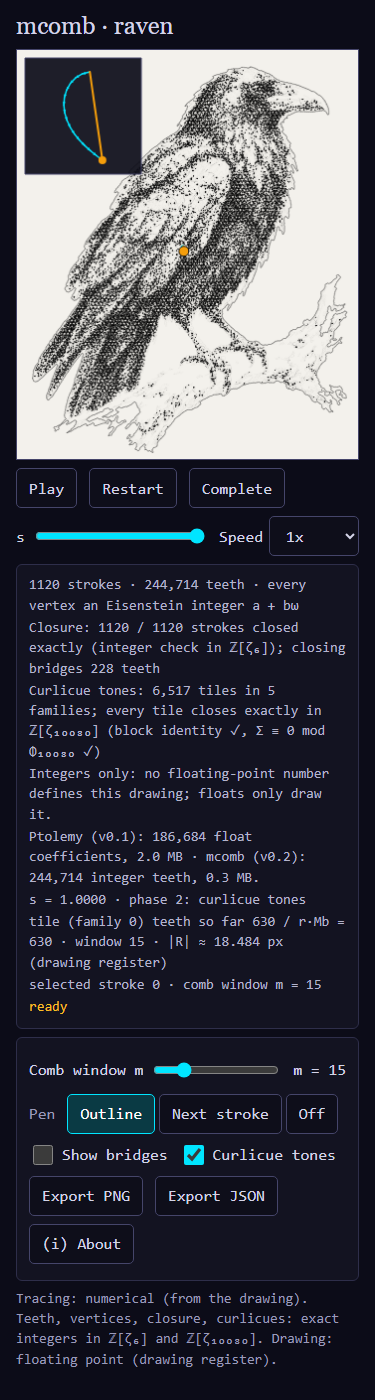 mcomb · raven
Play Restart Complete
s Speed 1x
1120 strokes · 244,714 teeth · every
vertex an Eisenstein integer a + bω
Closure: 1120 / 1120 strokes closed
exactly (integer check in ℤ[ζ₆]); closing
bridges 228 teeth
Curlicue tones: 6,517 tiles in 5
families; every tile closes exactly in
ℤ[ζ₁₀₀₈₀] (block identity ✓, Σ ≡ 0 mod
Φ₁₀₀₈₀ ✓)
Integers only: no floating-point number
defines this drawing; floats only draw
it.
Ptolemy (v0.1): 186,684 float
coefficients, 2.0 MB · mcomb (v0.2):
244,714 integer teeth, 0.3 MB.
s = 1.0000 · phase 2: curlicue tones
tile (family 0) teeth so far 630 / r·Mb =
630 · window 15 · |R| ≈ 18.484 px
(drawing register)
selected stroke 0 · comb window m = 15
ready
Comb window m m = 15
Pen Outline Next stroke Off
Show bridges Curlicue tones
Export PNG Export JSON
(i) About
Tracing: numerical (from the drawing).
Teeth, vertices, closure, curlicues: exact
integers in ℤ[ζ₆] and ℤ[ζ₁₀₀₈₀]. Drawing:
floating point (drawing register).